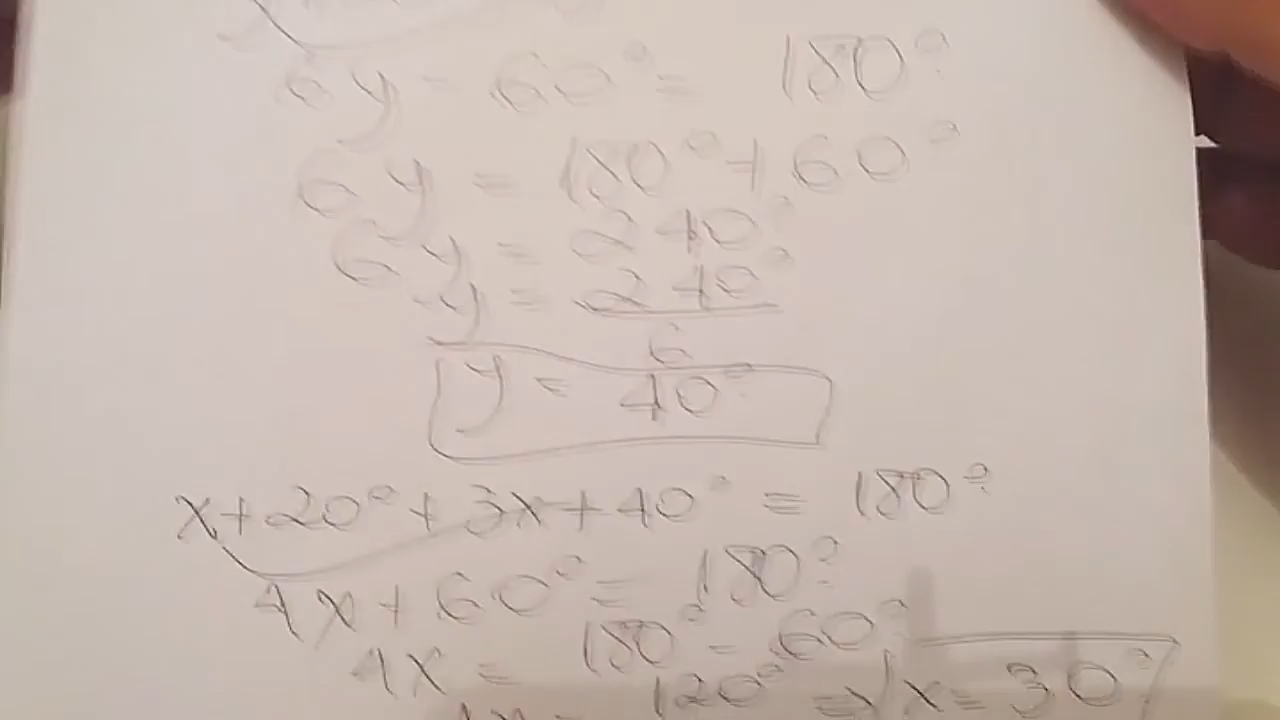 6y - 60° = 180°
6y = 180° + 60°
6y = 240°
y = 240°
6
y = 40°
x + 20° + 3x + 40° = 180°
4x + 60° = 180°
4x = 180° - 60°
120° => x = 30°